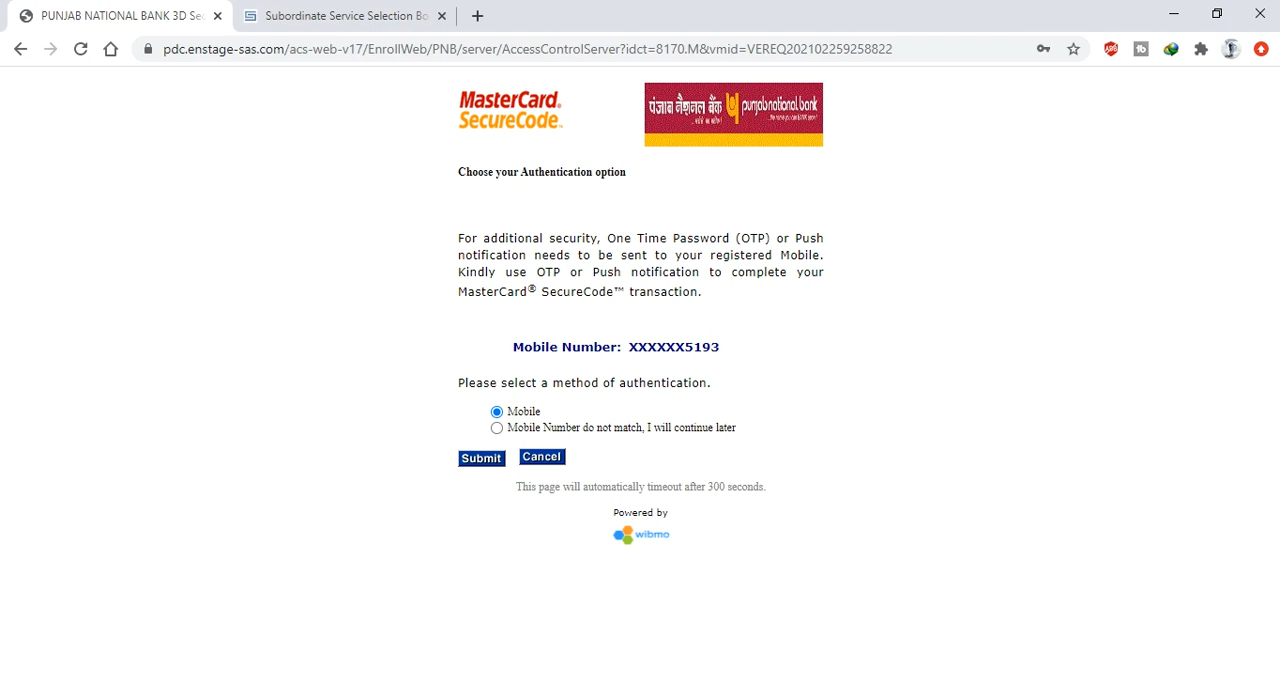 PUNJAB NATIONAL BANK 3D Sec
Subordinate Service Selection Bo
pdc.enstage-sas.com/acs-web-v17/EnrollWeb/PNB/server/AccessControlServer?idct=8170.M&vmid=VEREQ202102259258822
MasterCard.
SecureCode™
पंजाब नैशनल बैंक punjab national bank
Choose your Authentication option
For additional security, One Time Password (OTP) or Push
notification needs to be sent to your registered Mobile.
Kindly use OTP or Push notification to complete your
MasterCard® SecureCode™ transaction.
Mobile Number: XXXXXX5193
Please select a method of authentication.
Mobile
Mobile Number do not match, I will continue later
Submit Cancel
This page will automatically timeout after 300 seconds.
Powered by
wibmo